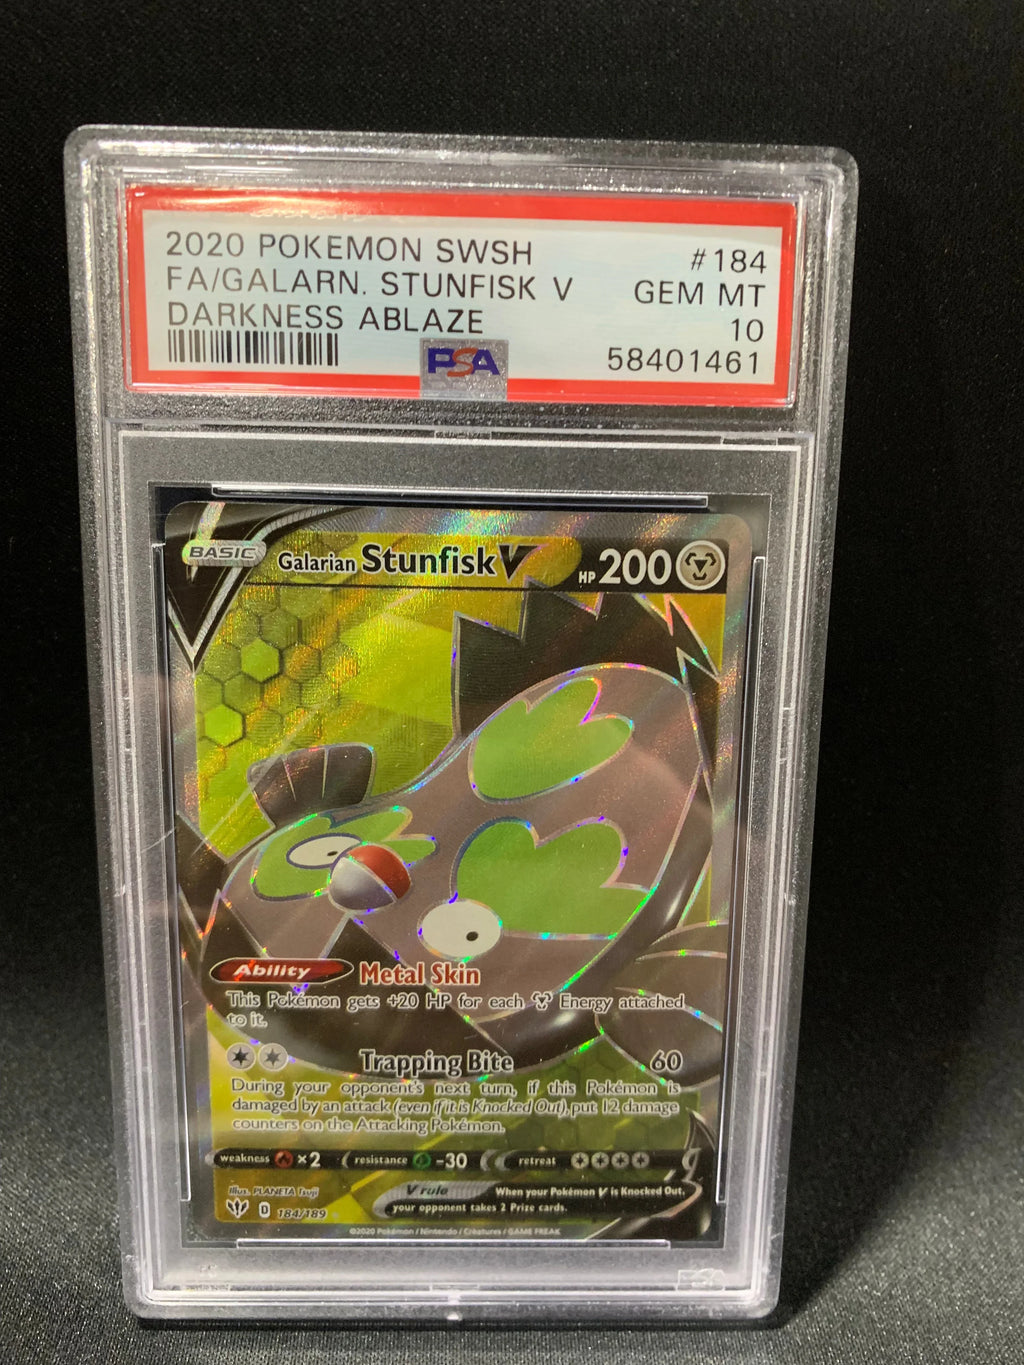 2020 POKEMON SWSH #184
FA/GALARN. STUNFISK V GEM MT
DARKNESS ABLAZE 10
PSA 58401461
BASIC Galarian Stunfisk V HP 200
Ability Metal Skin
This Pokémon gets +20 HP for each Energy attached
to it.
Trapping Bite 60
During your opponent's next turn, if this Pokémon is
damaged by an attack (even if it is Knocked Out), put 12 damage
counters on the Attacking Pokémon.
weakness ×2 resistance -30 retreat
Illus. PLANETA Tsuji
V rule When your Pokémon V is Knocked Out,
D 184/189 your opponent takes 2 Prize cards.
©2020 Pokémon / Nintendo / Creatures / GAME FREAK